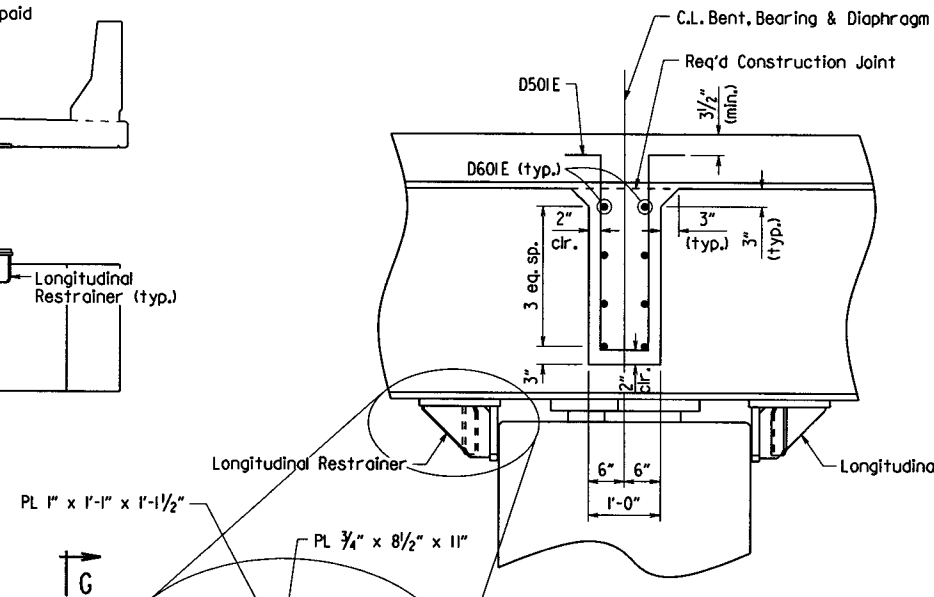 paid
C.L. Bent, Bearing & Diaphragm
Req'd Construction Joint
D501E
3½"
(min.)
D601E (typ.)
2"
clr.
3"
(typ.)
3"
(typ.)
3 eq. sp.
Longitudinal
Restrainer (typ.)
3"
2"
clr.
Longitudinal Restrainer
Longitudina
6"
6"
1'-0"
PL 1" x 1'-1" x 1'-1½"
PL ¾" x 8½" x 11"
G